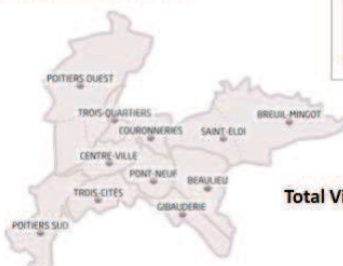 POITIERS OUEST
TROIS-QUARTIERS
BREUIL-MINGOT
COURONNERIES
SAINT-ELOI
CENTRE-VILLE
PONT-NEUF
BEAULIEU
TROIS-CITÉS
GIBAUDERIE
POITIERS SUD
Total Vi